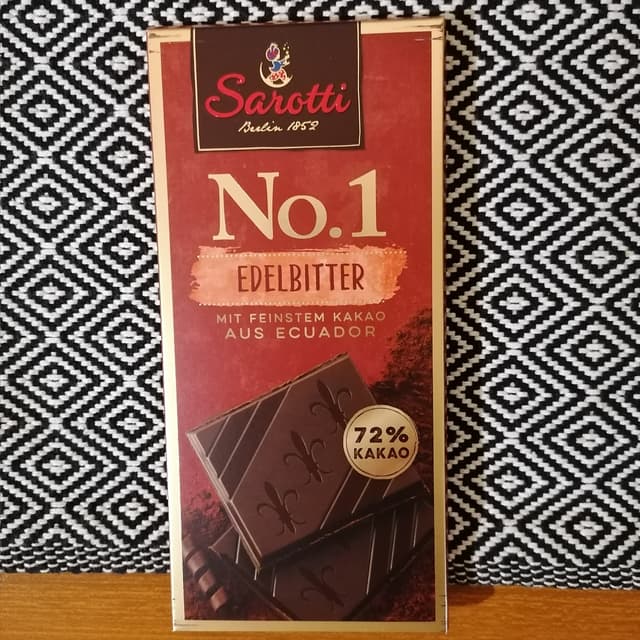 Sarotti
Berlin 1852
No.1
EDELBITTER
MIT FEINSTEM KAKAO
AUS ECUADOR
72%
KAKAO